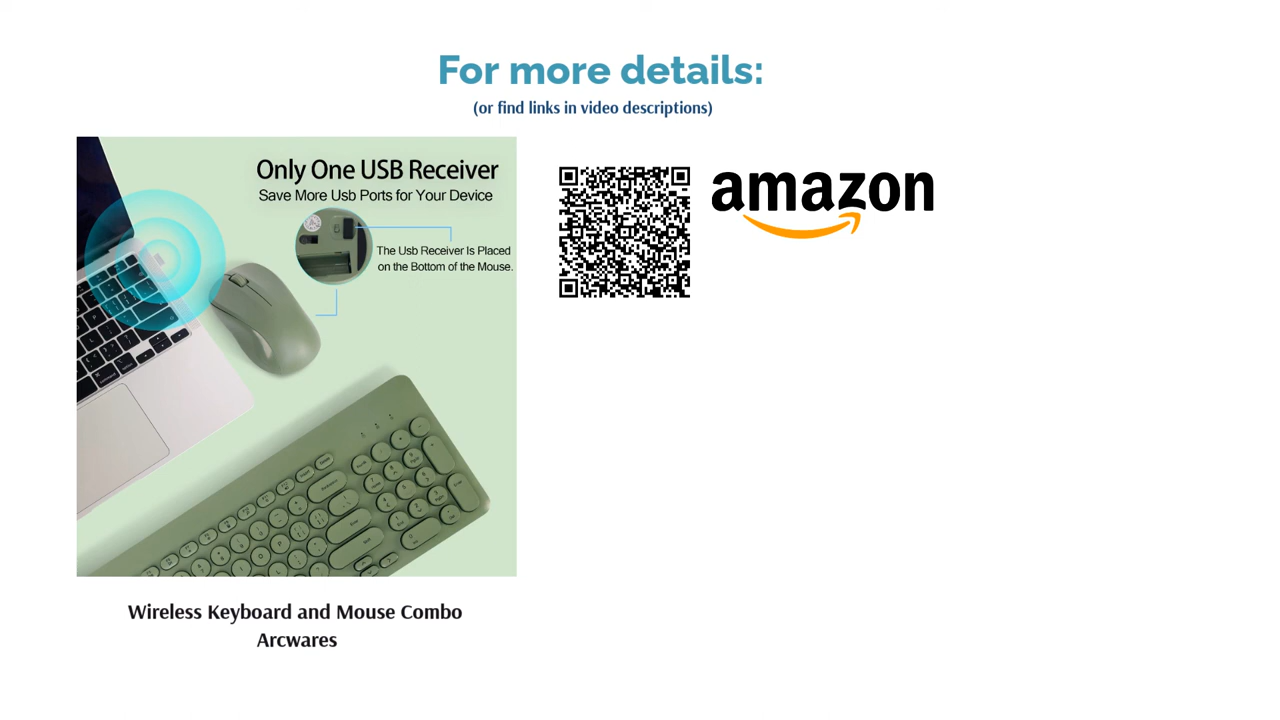 For more details:
(or find links in video descriptions)
Only One USB Receiver
Save More Usb Ports for Your Device
The Usb Receiver Is Placed
on the Bottom of the Mouse.
amazon
Wireless Keyboard and Mouse Combo
Arcwares